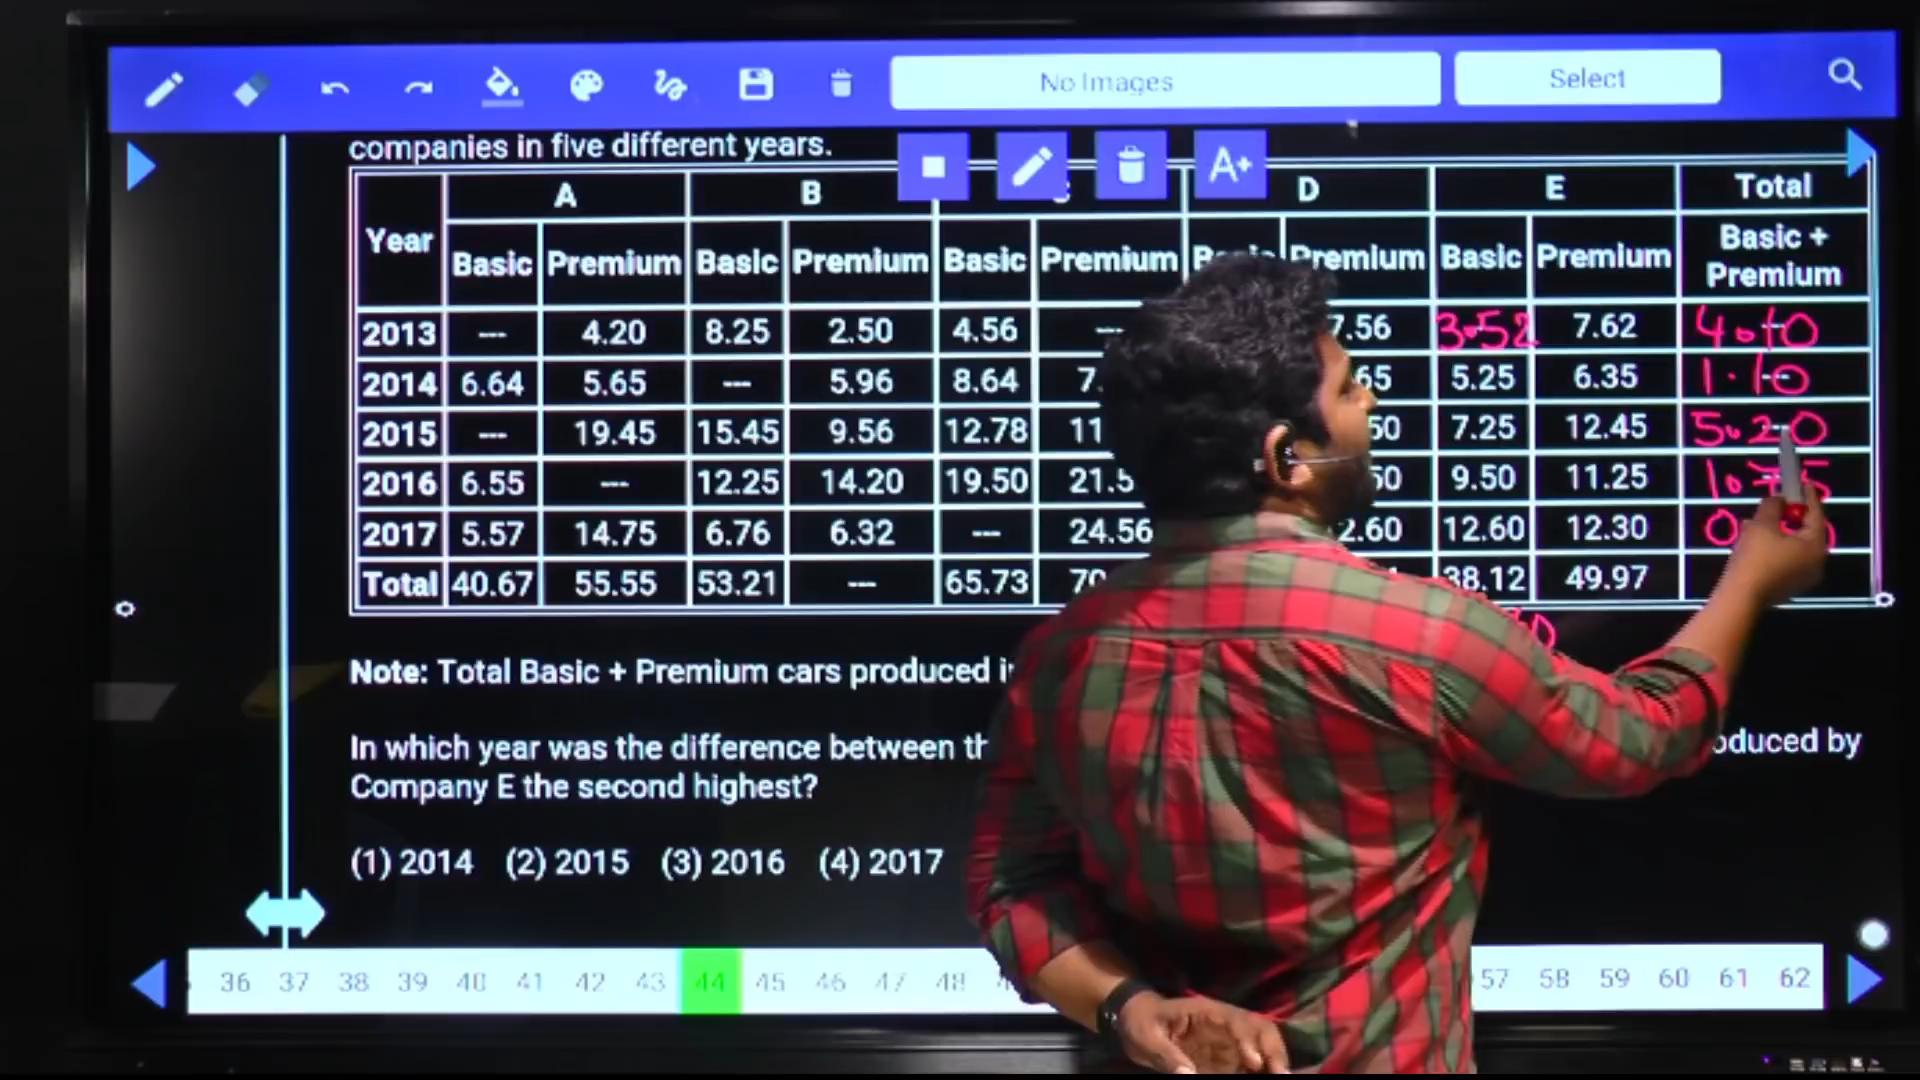 No Images
Select
companies in five different years.
A+
Year A B D E Total
Basic Premium Basic Premium Basic Premium Premium Basic Premium Basic + Premium
2013 --- 4.20 8.25 2.50 4.56 --- 7.56 3.52 7.62 4.10
2014 6.64 5.65 --- 5.96 8.64 5.25 6.35 1.10
2015 --- 19.45 15.45 9.56 12.78 7.25 12.45 5.20
2016 6.55 --- 12.25 14.20 19.50 9.50 11.25
2017 5.57 14.75 6.76 6.32 --- 24.56 12.60 12.30
Total 40.67 55.55 53.21 --- 65.73 38.12 49.97
Note: Total Basic + Premium cars produced
In which year was the difference between
produced by
Company E the second highest?
(1) 2014 (2) 2015 (3) 2016 (4) 2017
36 37 38 39 40 41 42 43 44 45 46 47 48 57 58 59 60 61 62